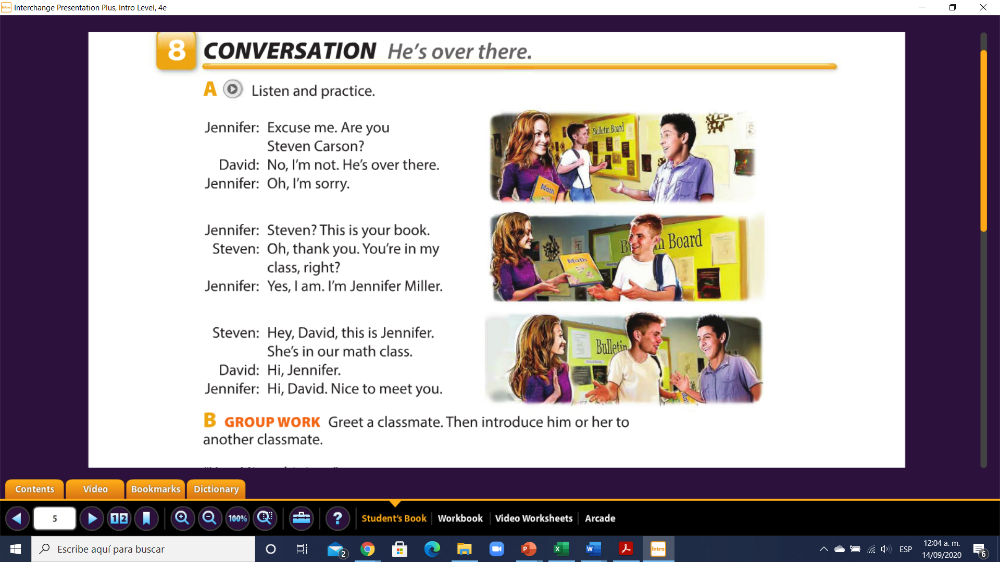 Interchange Presentation Plus, Intro Level, 4e
8 CONVERSATION He's over there.
A Listen and practice.
Jennifer: Excuse me. Are you
Steven Carson?
David: No, I'm not. He's over there.
Jennifer: Oh, I'm sorry.
Bulletin Board
Math
Jennifer: Steven? This is your book.
Steven: Oh, thank you. You're in my
class, right?
Jennifer: Yes, I am. I'm Jennifer Miller.
Board
Math
Steven: Hey, David, this is Jennifer.
She's in our math class.
David: Hi, Jennifer.
Jennifer: Hi, David. Nice to meet you.
Bulletin
B GROUP WORK Greet a classmate. Then introduce him or her to
another classmate.
Contents Video Bookmarks Dictionary
5 12 100% ? Student's Book Workbook Video Worksheets Arcade
Escribe aquí para buscar
2
Intro
ESP
12:04 a. m.
14/09/2020
6